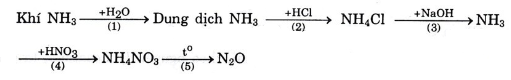 Khí NH₃ —+H₂O (1)→ Dung dịch NH₃ —+HCl (2)→ NH₄Cl —+NaOH (3)→ NH₃
—+HNO₃ (4)→ NH₄NO₃ —t° (5)→ N₂O